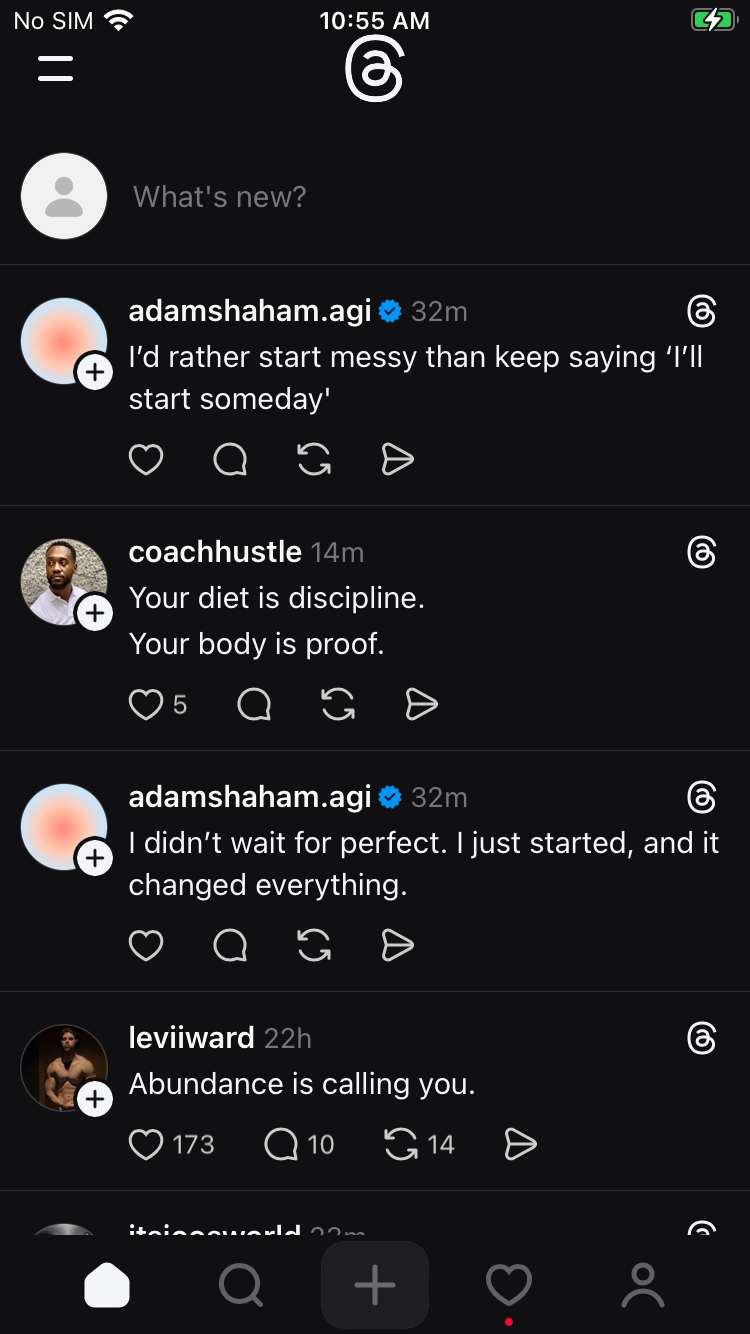 No SIM 10:55 AM
What's new?
adamshaham.agi 32m
I’d rather start messy than keep saying ‘I’ll
start someday'
coachhustle 14m
Your diet is discipline.
Your body is proof.
5
adamshaham.agi 32m
I didn’t wait for perfect. I just started, and it
changed everything.
leviiward 22h
Abundance is calling you.
173 10 14